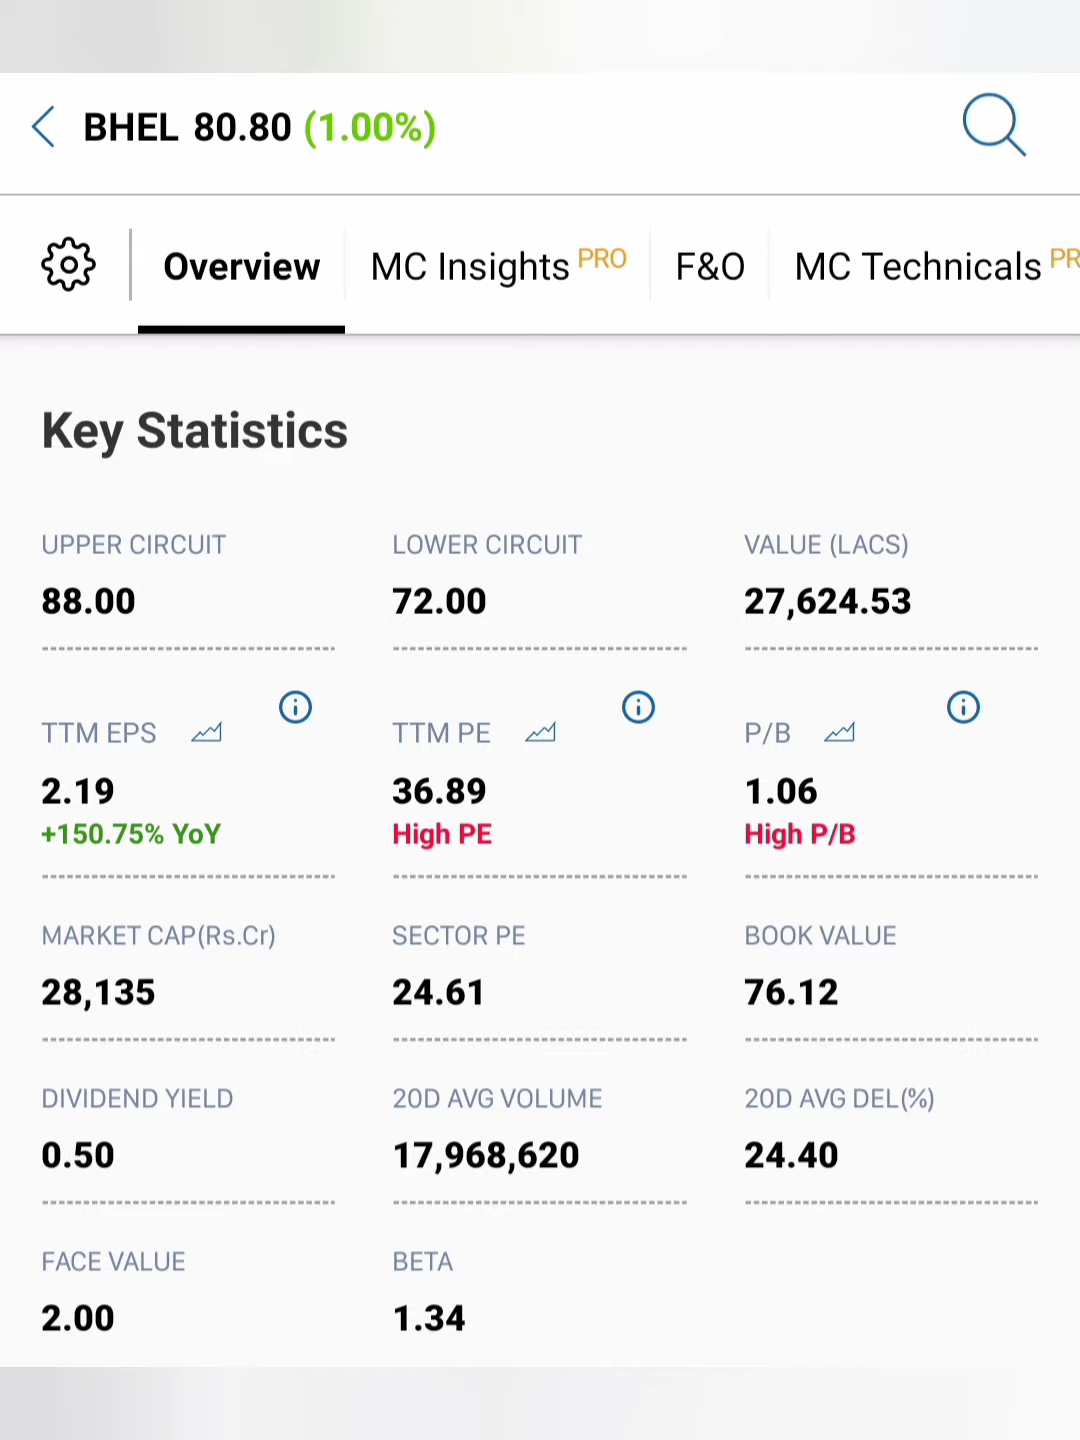 BHEL 80.80 (1.00%)
Overview MC Insights PRO F&O MC Technicals PR
Key Statistics
UPPER CIRCUIT LOWER CIRCUIT VALUE (LACS)
88.00 72.00 27,624.53
TTM EPS TTM PE P/B
2.19 36.89 1.06
+150.75% YoY High PE High P/B
MARKET CAP(Rs.Cr) SECTOR PE BOOK VALUE
28,135 24.61 76.12
DIVIDEND YIELD 20D AVG VOLUME 20D AVG DEL(%)
0.50 17,968,620 24.40
FACE VALUE BETA
2.00 1.34